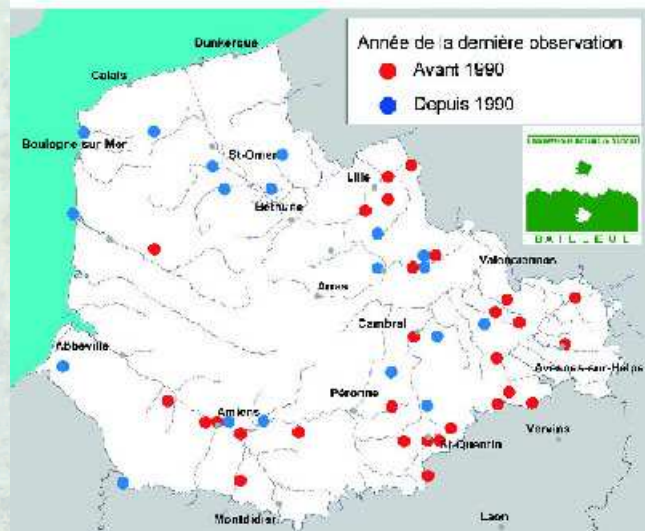 Dunkerque
Année de la dernière observation
Avant 1990
Depuis 1990
Calais
Boulogne sur Mer
St-Omer
Lille
Béthune
BAILLEUL
Valenciennes
Arras
Cambrai
Abbeville
Avesnes-sur-Helpe
Péronne
Amiens
Vervins
St-Quentin
Montdidier
Laon